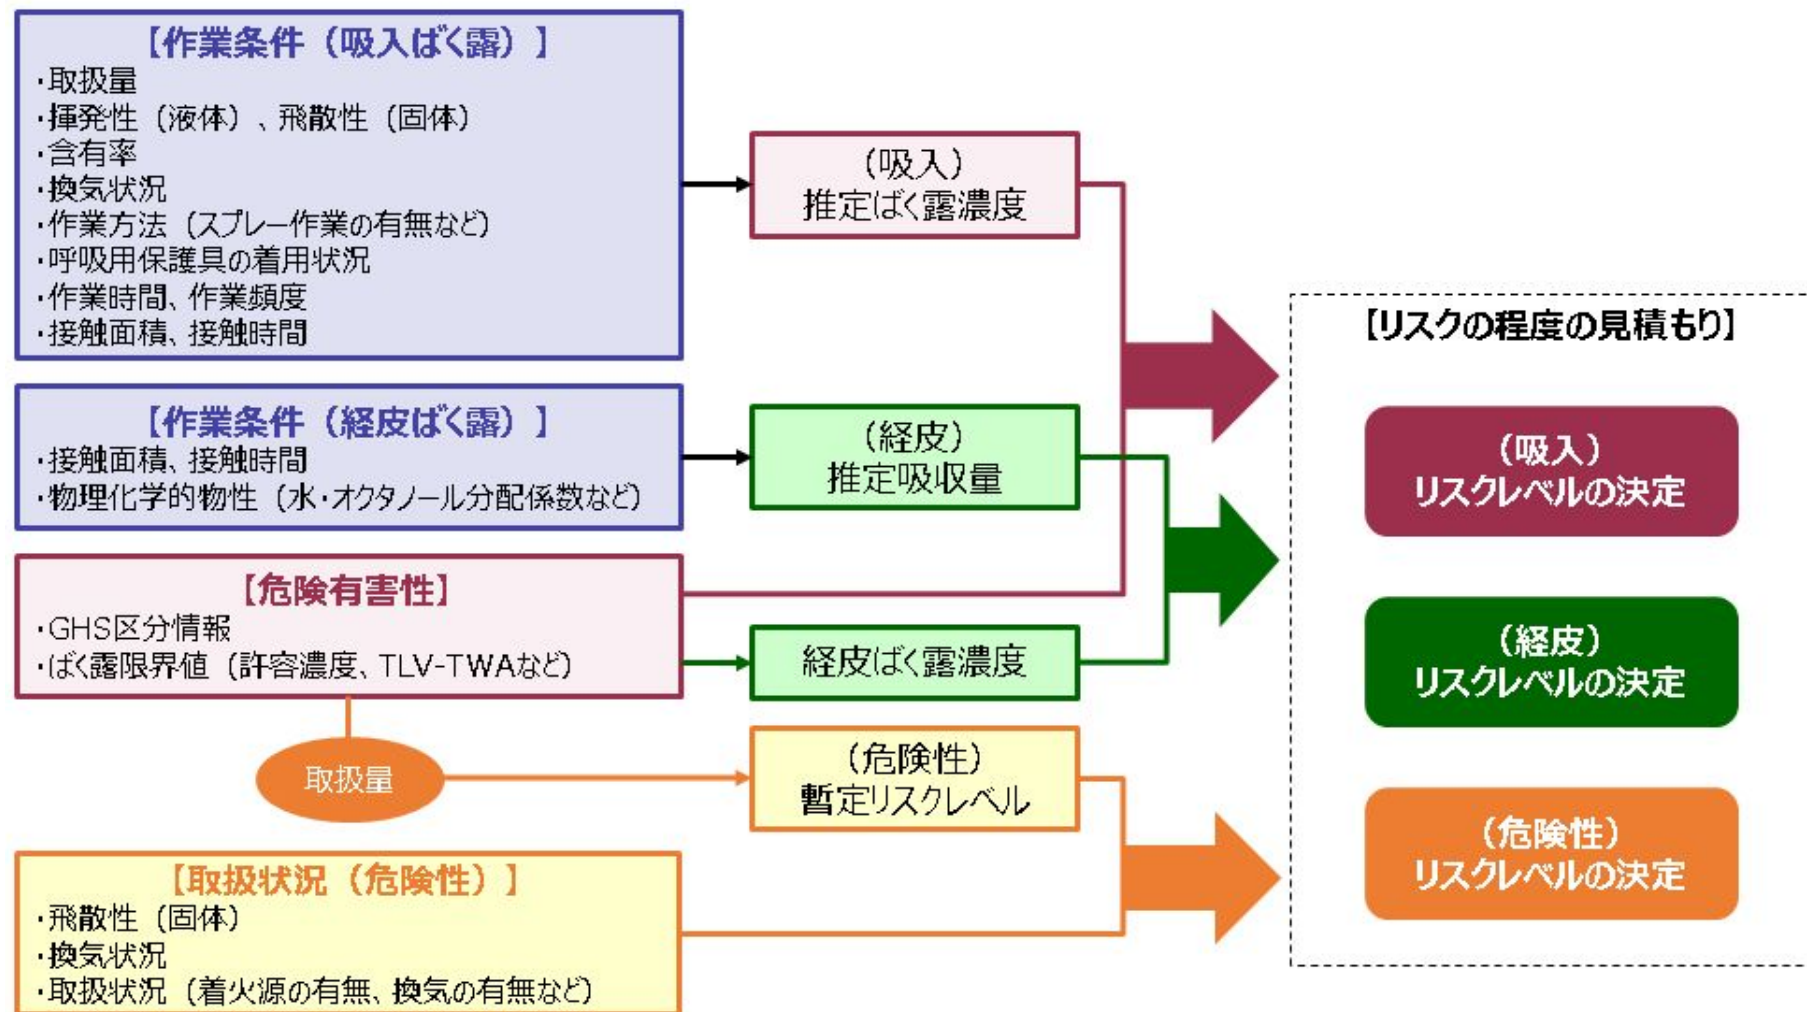 【作業条件（吸入ばく露）】
・取扱量
・揮発性（液体）、飛散性（固体）
・含有率
・換気状況
・作業方法（スプレー作業の有無など）
・呼吸用保護具の着用状況
・作業時間、作業頻度
・接触面積、接触時間
（吸入）
推定ばく露濃度
【作業条件（経皮ばく露）】
・接触面積、接触時間
・物理化学的物性（水・オクタノール分配係数など）
（経皮）
推定吸収量
【危険有害性】
・GHS区分情報
・ばく露限界値（許容濃度、TLV-TWAなど）
経皮ばく露濃度
取扱量
（危険性）
暫定リスクレベル
【取扱状況（危険性）】
・飛散性（固体）
・換気状況
・取扱状況（着火源の有無、換気の有無など）
【リスクの程度の見積もり】
（吸入）
リスクレベルの決定
（経皮）
リスクレベルの決定
（危険性）
リスクレベルの決定